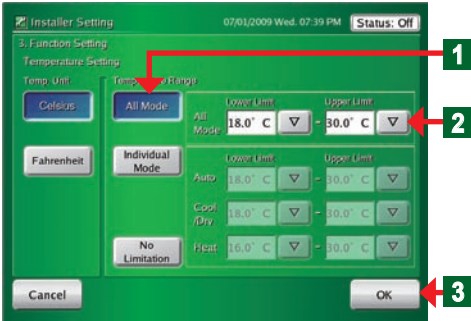 Installer Setting 07/01/2009 Wed. 07:39 PM Status: Off
3. Function Setting
Temperature Setting
Temp. Unit Temperature Range
1
Celsius All Mode
Lower Limit Upper Limit
All Mode 18.0° C - 30.0° C
2
Fahrenheit Individual Mode
Lower Limit Upper Limit
Auto 18.0° C - 30.0° C
Cool /Dry 18.0° C - 30.0° C
No Limitation
Heat 16.0° C - 30.0° C
Cancel OK
3